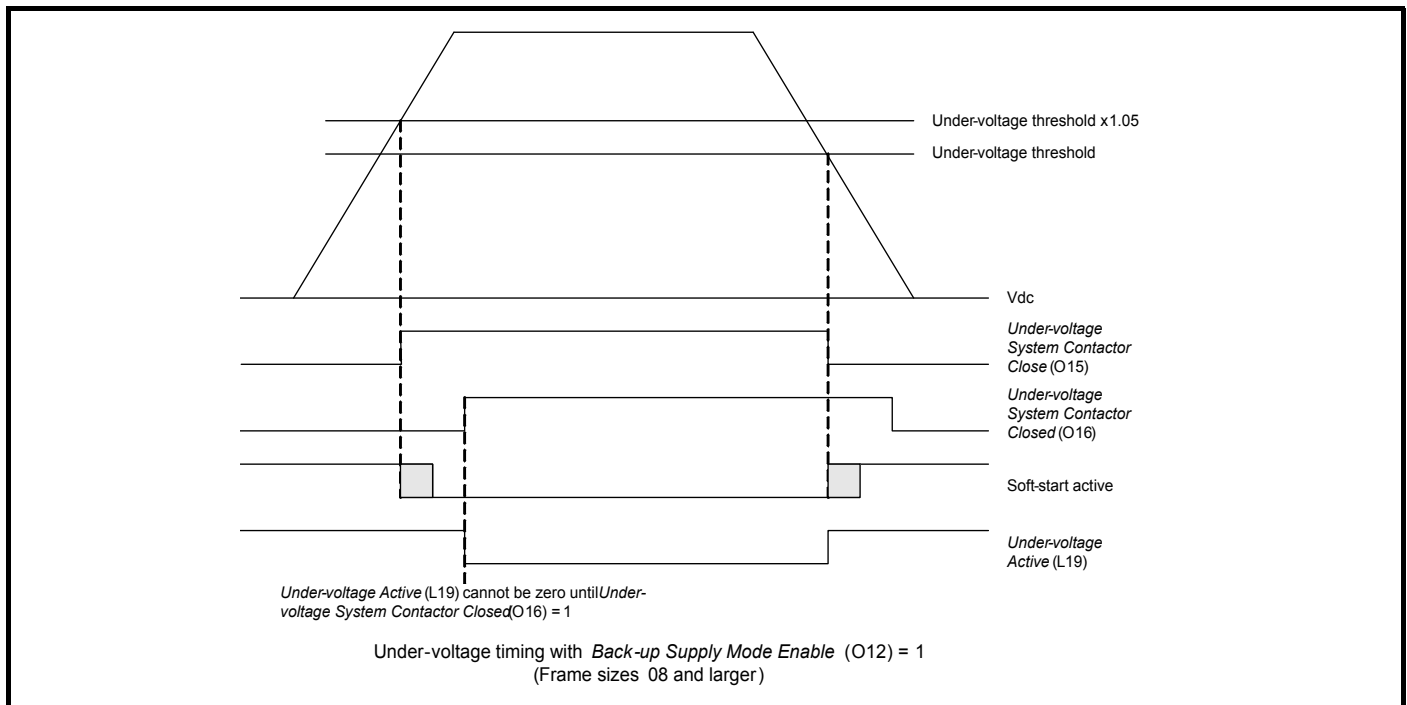 Under-voltage threshold x1.05
Under-voltage threshold
Vdc
Under-voltage
System Contactor
Close (O15)
Under-voltage
System Contactor
Closed (O16)
Soft-start active
Under-voltage
Active (L19)
Under-voltage Active (L19) cannot be zero until Under-
voltage System Contactor Closed(O16) = 1
Under-voltage timing with Back-up Supply Mode Enable (O12) = 1
(Frame sizes 08 and larger)